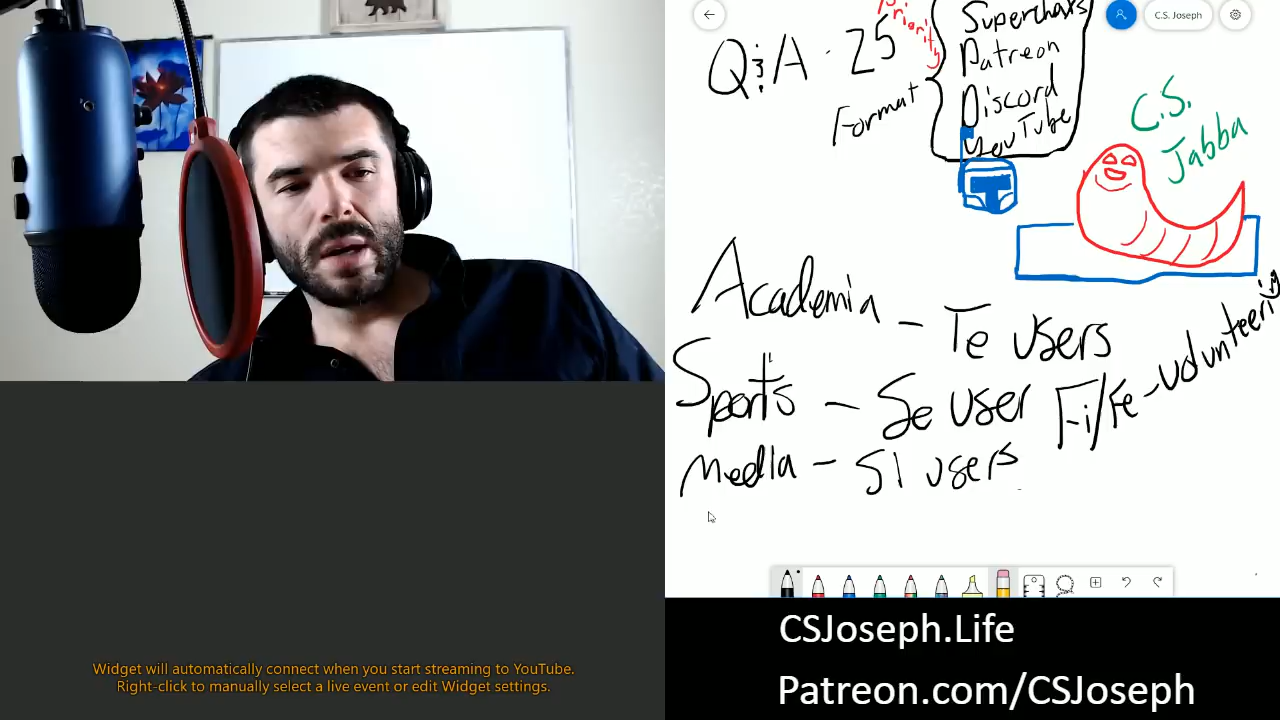 Priority
Superchats
Q&A - 25
Patreon
Format
Discord
YouTube
C.S. Joseph
C.S.
Jabba
Academia - Te users
Sports - Se user Fi/Fe - volunteering
Media - Si users
Widget will automatically connect when you start streaming to YouTube.
Right-click to manually select a live event or edit Widget settings.
CSJoseph.Life
Patreon.com/CSJoseph